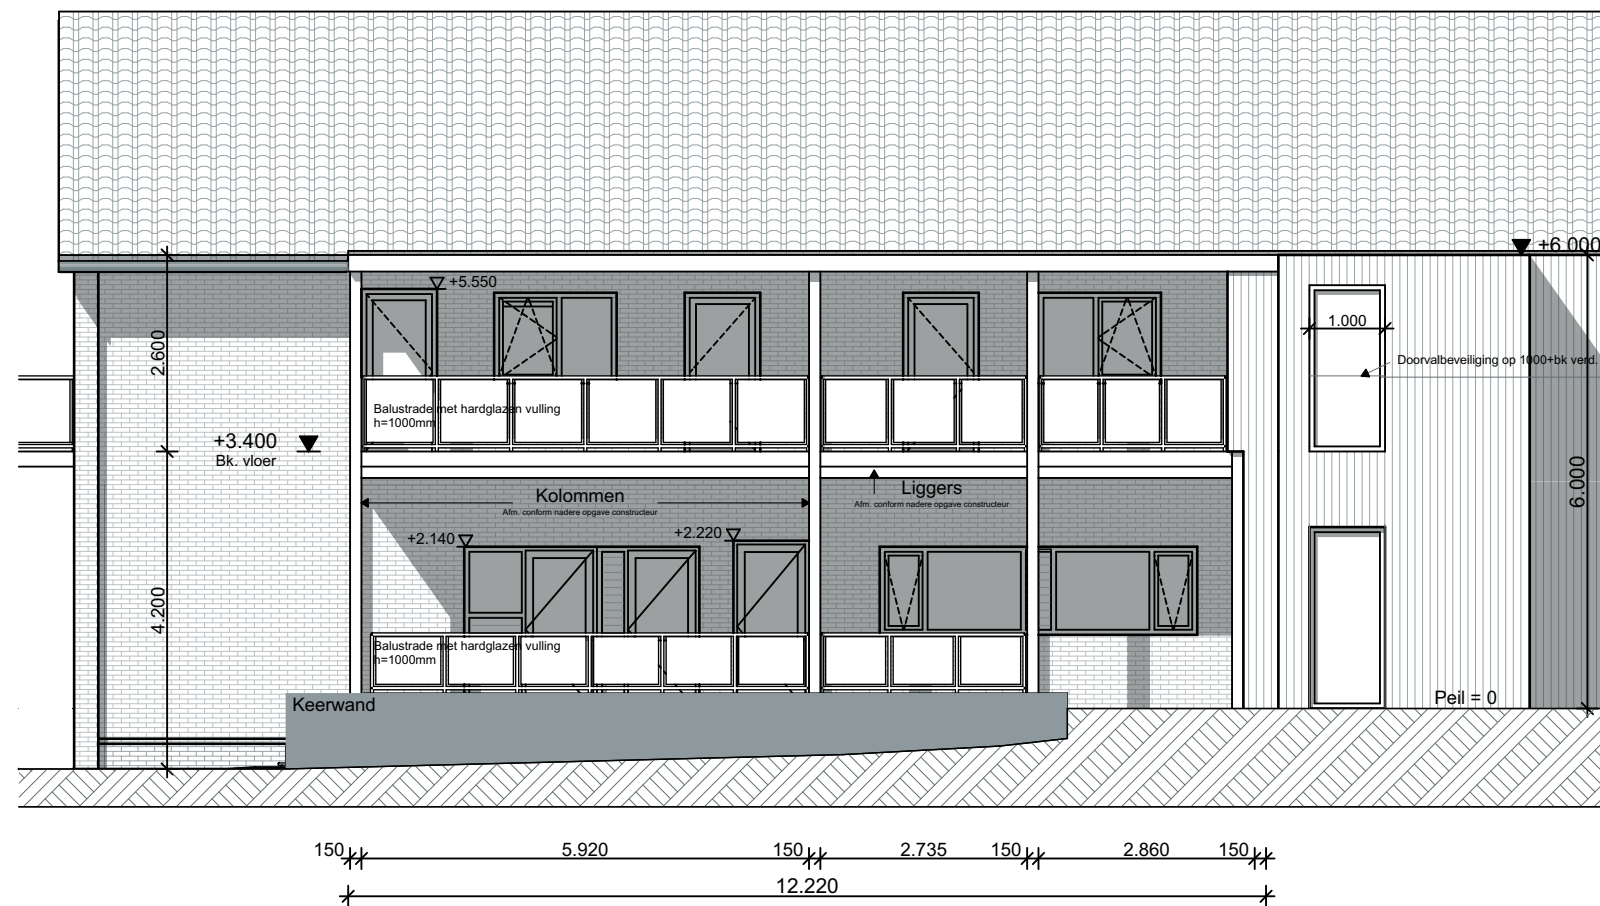 +6.000
+5.550
1.000
2.600
Doorvalbeveiliging op 1000+bk verd.
Balustrade met hardglazen vulling
h=1000mm
+3.400
Bk. vloer
6.000
Kolommen
Afm. conform nadere opgave constructeur
Liggers
Afm. conform nadere opgave constructeur
+2.140
+2.220
4.200
Balustrade met hardglazen vulling
h=1000mm
Keerwand
Peil = 0
150 5.920 150 2.735 150 2.860 150
12.220